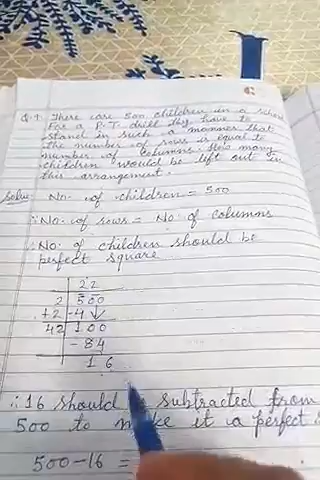 Q.1. There are 500 children in a school
For a P.T. drill they have to
stand in such a manner that
the number of rows is equal to
number of columns. How many
children would be left out in
this arrangement.
Solu: No. of children = 500
∵ No. of rows = No. of columns
∴ No. of children should be
perfect square
22
2 500
+2 -4↓
42 100
- 84
16
∴ 16 should subtracted from
500 to make it a perfect
500 - 16 =